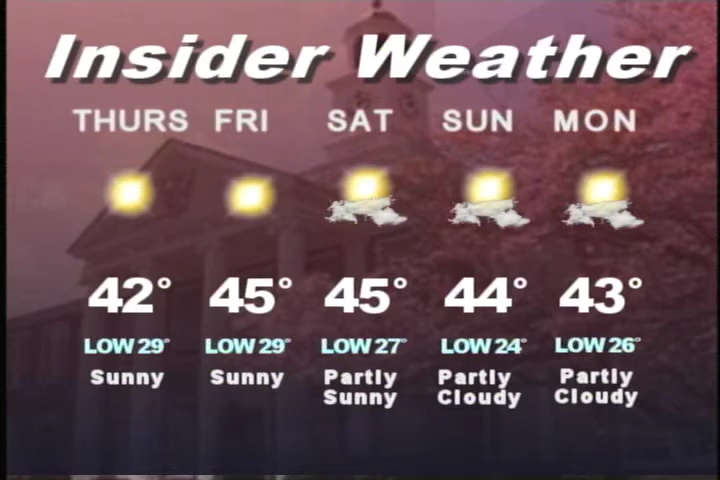 Insider Weather
THURS FRI SAT SUN MON
42° 45° 45° 44° 43°
LOW 29° LOW 29° LOW 27° LOW 24° LOW 26°
Sunny Sunny Partly Sunny Partly Cloudy Partly Cloudy